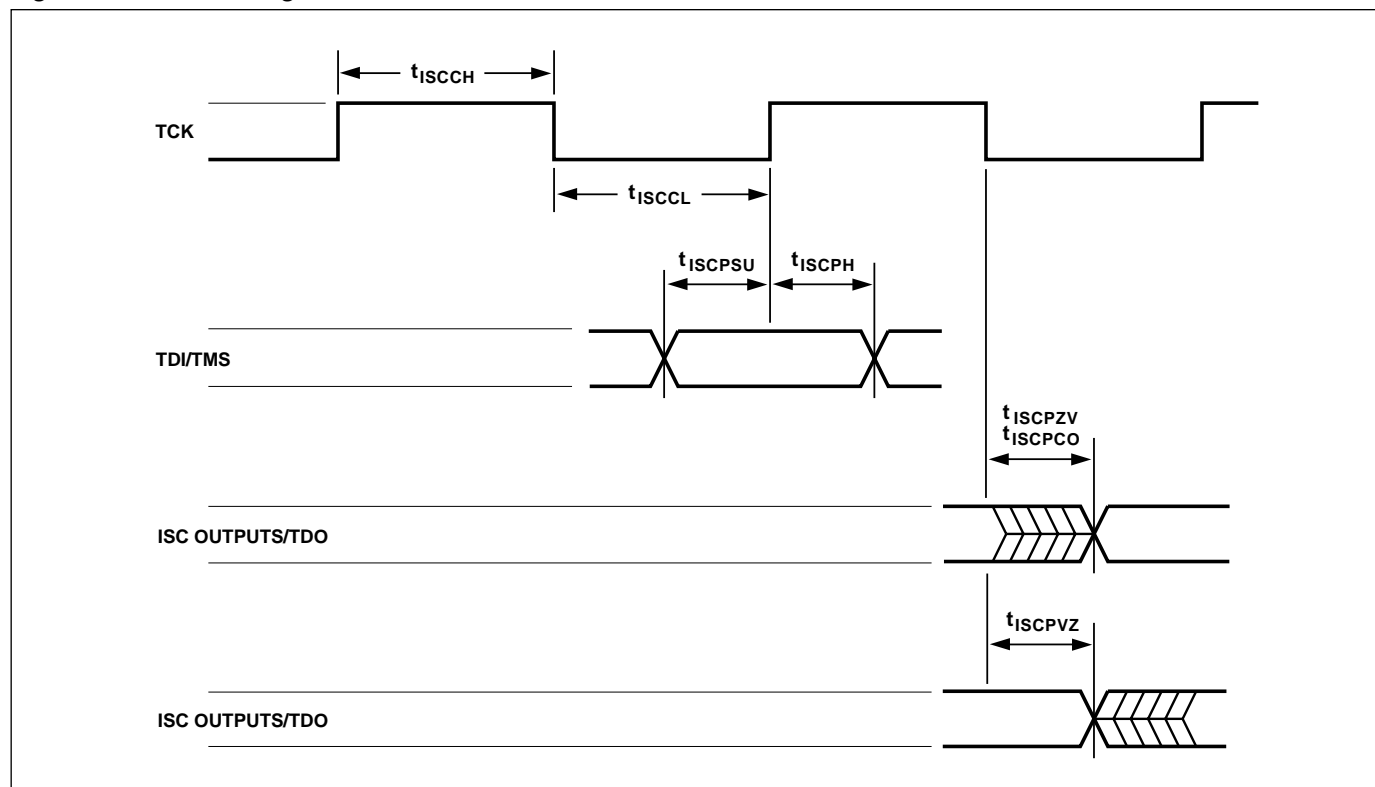 tISCCH
TCK
tISCCL
tISCPSU
tISCPH
TDI/TMS
tISCPZV
tISCPCO
ISC OUTPUTS/TDO
tISCPVZ
ISC OUTPUTS/TDO